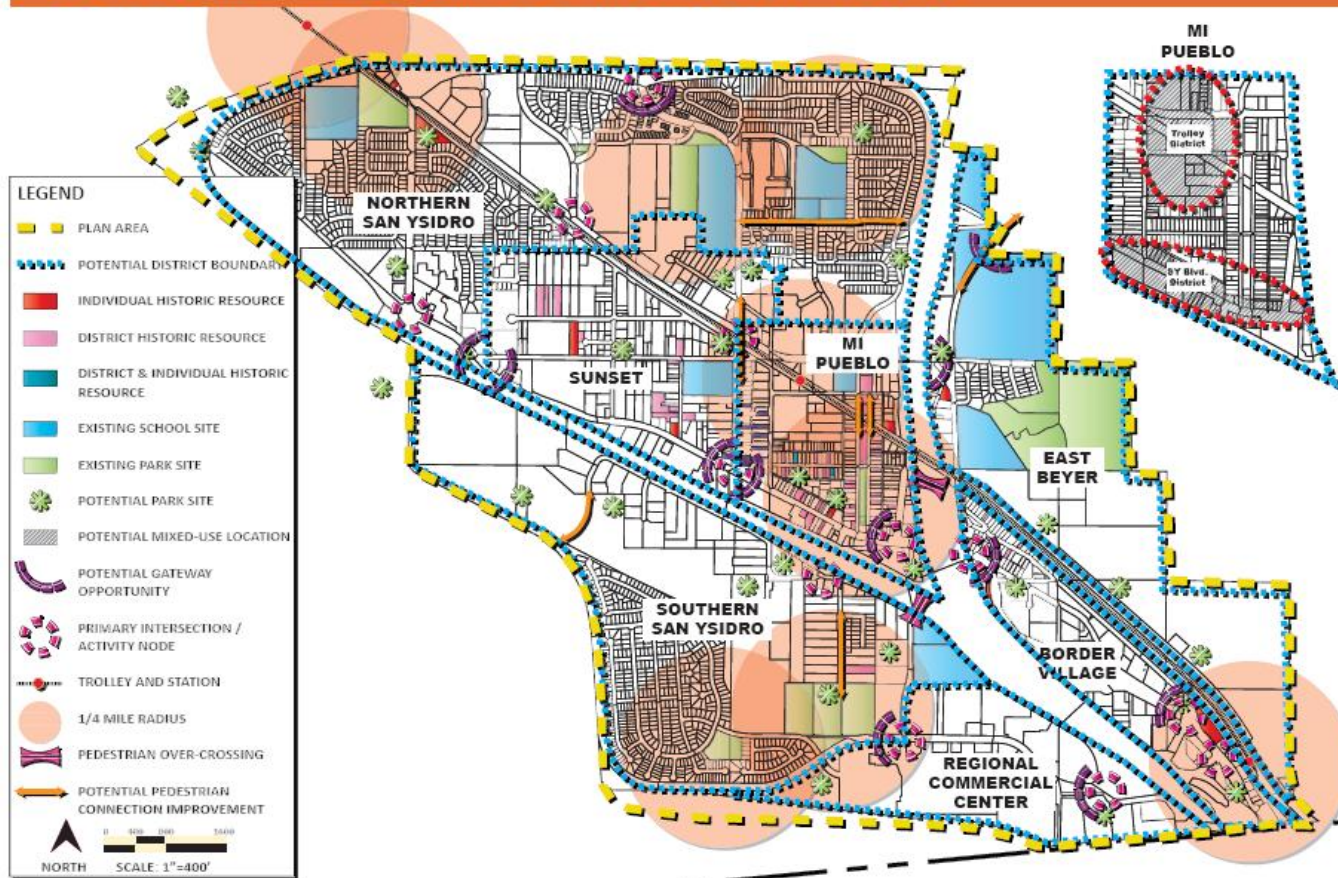 MI
PUEBLO
Trolley
District
SY Blvd.
District
LEGEND
PLAN AREA
POTENTIAL DISTRICT BOUNDARY
INDIVIDUAL HISTORIC RESOURCE
DISTRICT HISTORIC RESOURCE
DISTRICT & INDIVIDUAL HISTORIC
RESOURCE
EXISTING SCHOOL SITE
EXISTING PARK SITE
POTENTIAL PARK SITE
POTENTIAL MIXED-USE LOCATION
POTENTIAL GATEWAY
OPPORTUNITY
PRIMARY INTERSECTION /
ACTIVITY NODE
TROLLEY AND STATION
1/4 MILE RADIUS
PEDESTRIAN OVER-CROSSING
POTENTIAL PEDESTRIAN
CONNECTION IMPROVEMENT
NORTH
SCALE: 1"=400'
NORTHERN
SAN YSIDRO
SUNSET
MI
PUEBLO
EAST
BEYER
SOUTHERN
SAN YSIDRO
BORDER
VILLAGE
REGIONAL
COMMERCIAL
CENTER